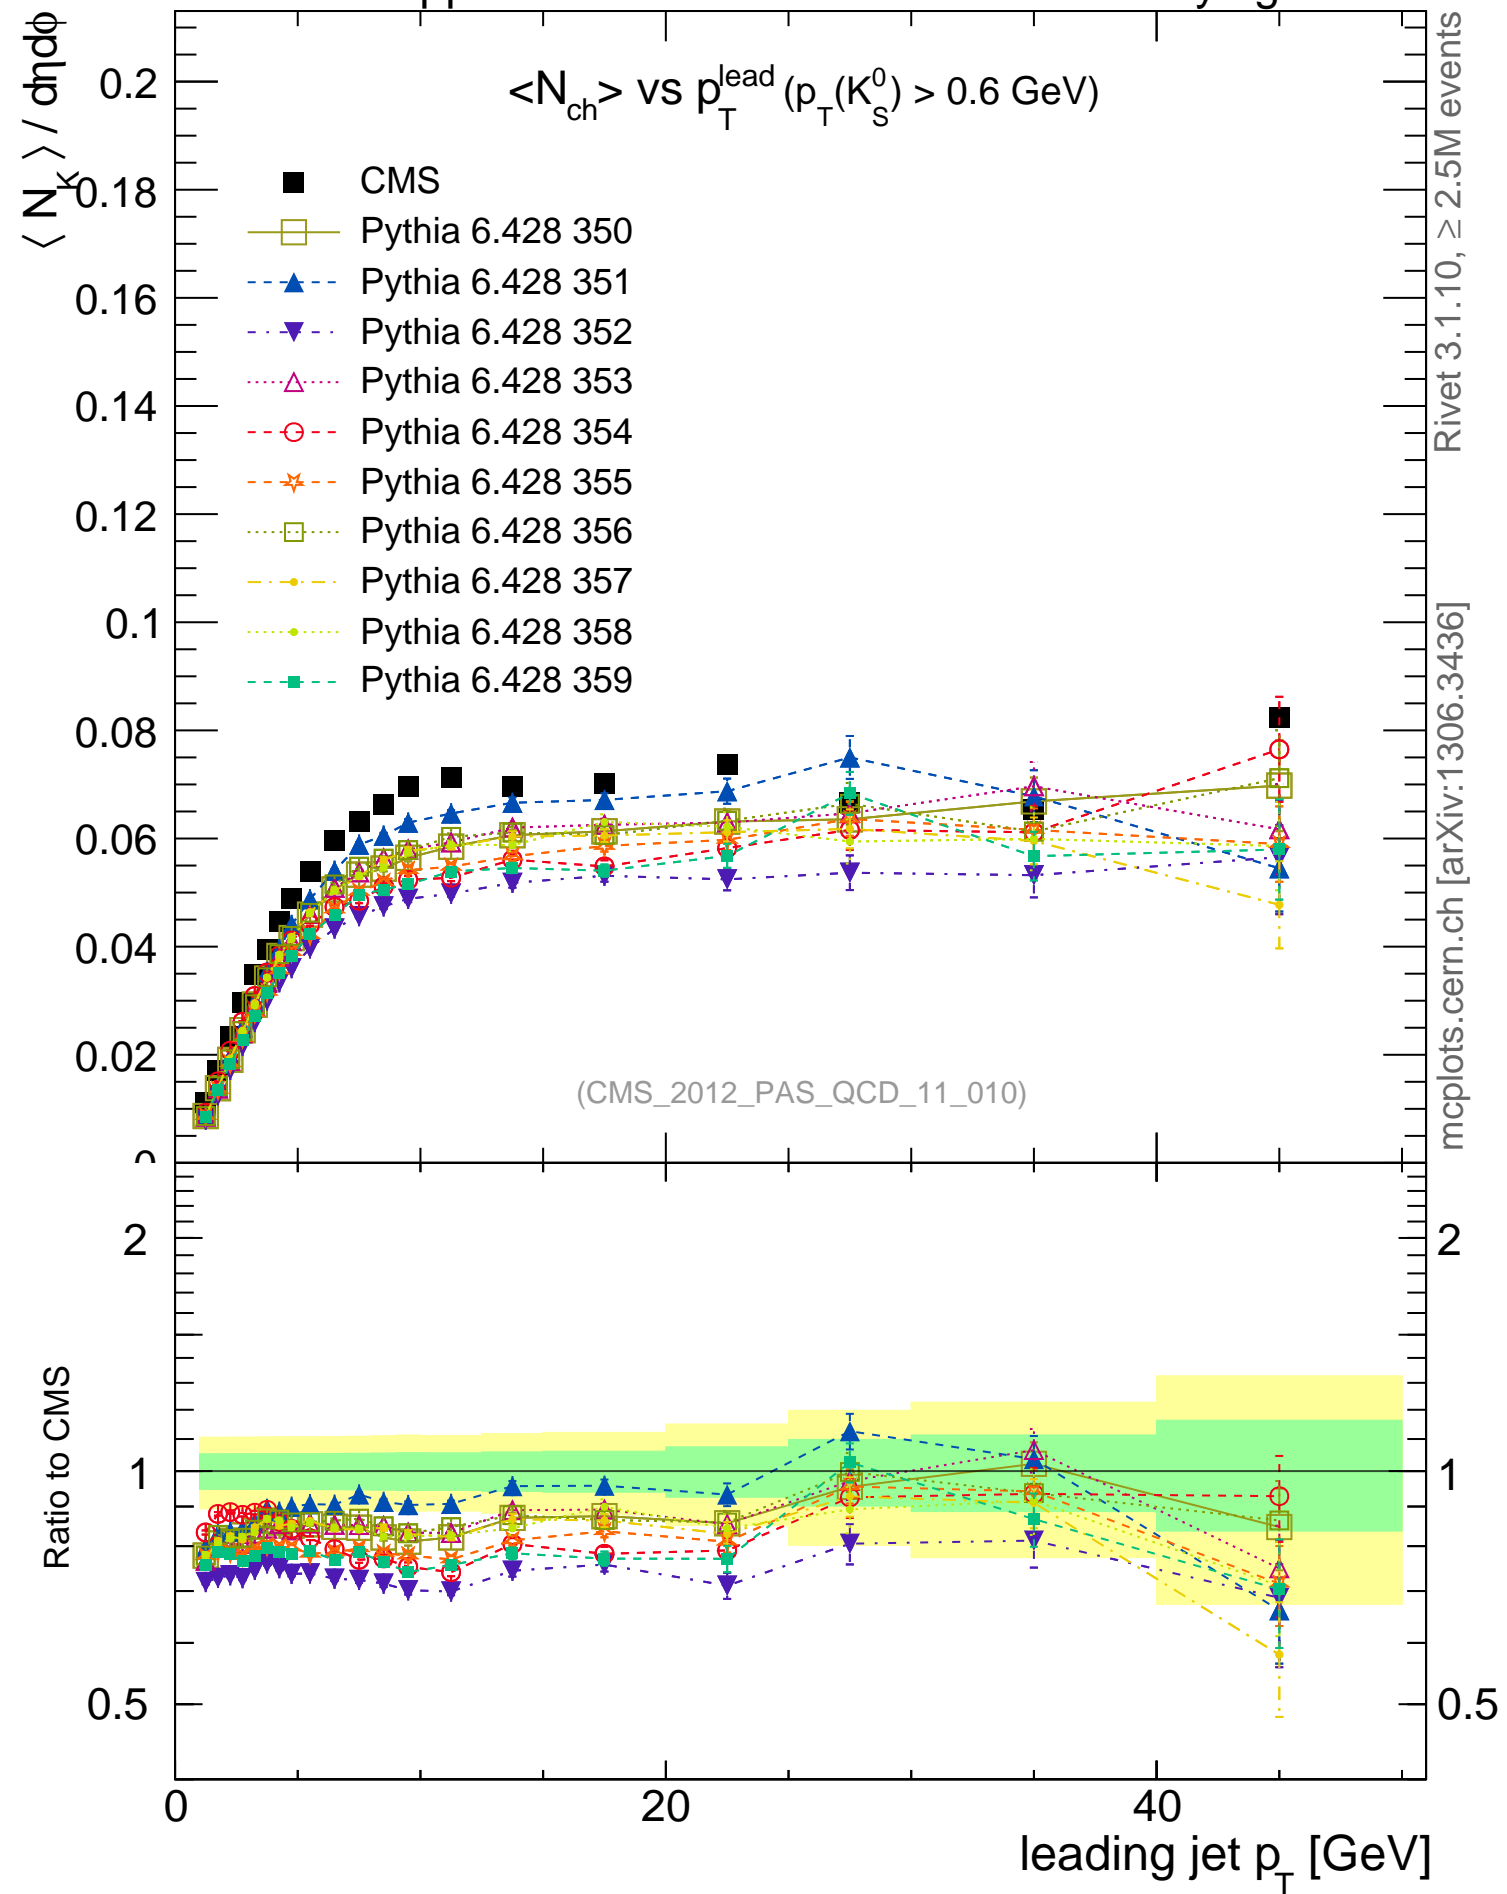 ⟨ N_K ⟩ / dηdϕ
<N_ch> vs p_T^lead (p_T(K_S^0) > 0.6 GeV)
0.2
0.18
0.16
0.14
0.12
0.1
0.08
0.06
0.04
0.02
0
CMS
Pythia 6.428 350
Pythia 6.428 351
Pythia 6.428 352
Pythia 6.428 353
Pythia 6.428 354
Pythia 6.428 355
Pythia 6.428 356
Pythia 6.428 357
Pythia 6.428 358
Pythia 6.428 359
(CMS_2012_PAS_QCD_11_010)
Rivet 3.1.10, ≥ 2.5M events
mcplots.cern.ch [arXiv:1306.3436]
Ratio to CMS
2
1
0.5
2
1
0.5
0
20
40
leading jet p_T [GeV]